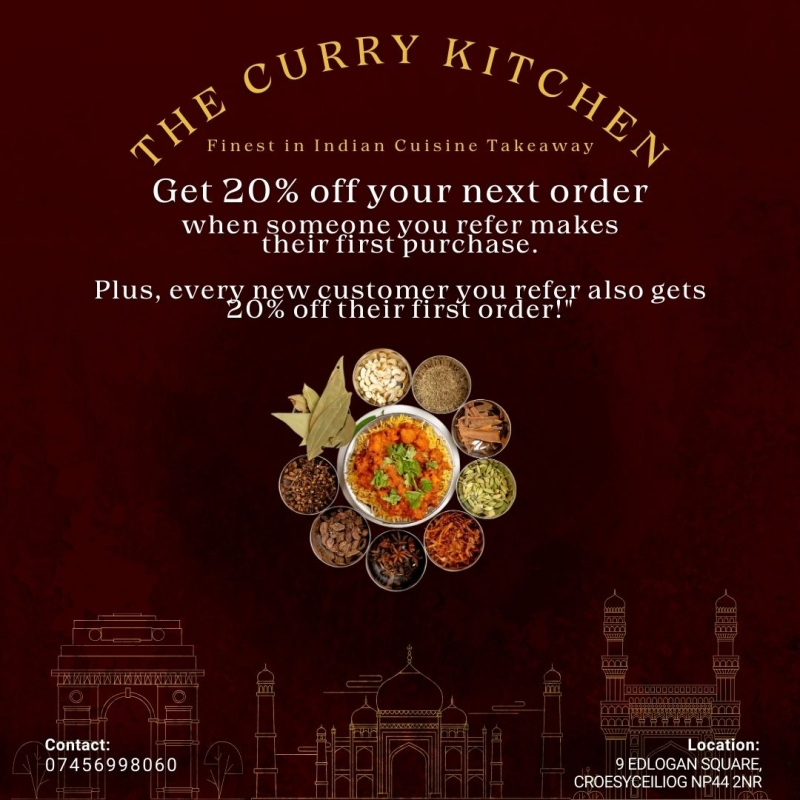 THE CURRY KITCHEN
Finest in Indian Cuisine Takeaway
Get 20% off your next order
when someone you refer makes
their first purchase.
Plus, every new customer you refer also gets
20% off their first order!"
Contact:
07456998060
Location:
9 EDLOGAN SQUARE,
CROESYCEILIOG NP44 2NR